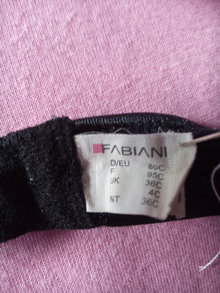 FABIANI
D/EU 80C
F 95C
UK 36C
4C
INT 36C